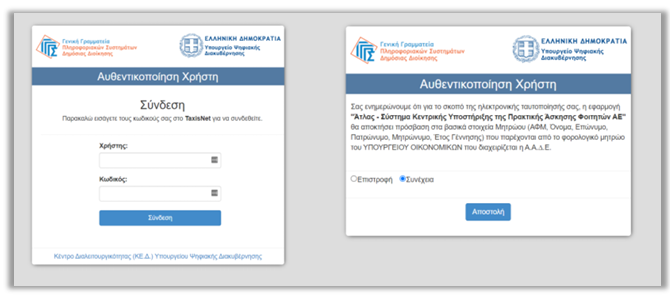 Γενική Γραμματεία
Πληροφοριακών Συστημάτων
Δημόσιας Διοίκησης
ΕΛΛΗΝΙΚΗ ΔΗΜΟΚΡΑΤΙΑ
Υπουργείο Ψηφιακής
Διακυβέρνησης
Αυθεντικοποίηση Χρήστη
Σύνδεση
Παρακαλώ εισάγετε τους κωδικούς σας στο TaxisNet για να συνδεθείτε.
Χρήστης:
Κωδικός:
Σύνδεση
Κέντρο Διαλειτουργικότητας (ΚΕ.Δ.) Υπουργείου Ψηφιακής Διακυβέρνησης
Γενική Γραμματεία
Πληροφοριακών Συστημάτων
Δημόσιας Διοίκησης
ΕΛΛΗΝΙΚΗ ΔΗΜΟΚΡΑΤΙΑ
Υπουργείο Ψηφιακής
Διακυβέρνησης
Αυθεντικοποίηση Χρήστη
Σας ενημερώνουμε ότι για το σκοπό της ηλεκτρονικής ταυτοποίησής σας, η εφαρμογή
"Άτλας - Σύστημα Κεντρικής Υποστήριξης της Πρακτικής Άσκησης Φοιτητών ΑΕ"
θα αποκτήσει πρόσβαση στα βασικά στοιχεία Μητρώου (ΑΦΜ, Όνομα, Επώνυμο,
Πατρώνυμο, Μητρώνυμο, Έτος Γέννησης) που παρέχονται από το φορολογικό μητρώο
του ΥΠΟΥΡΓΕΙΟΥ ΟΙΚΟΝΟΜΙΚΩΝ που διαχειρίζεται η Α.Α.Δ.Ε.
Επιστροφή Συνέχεια
Αποστολή